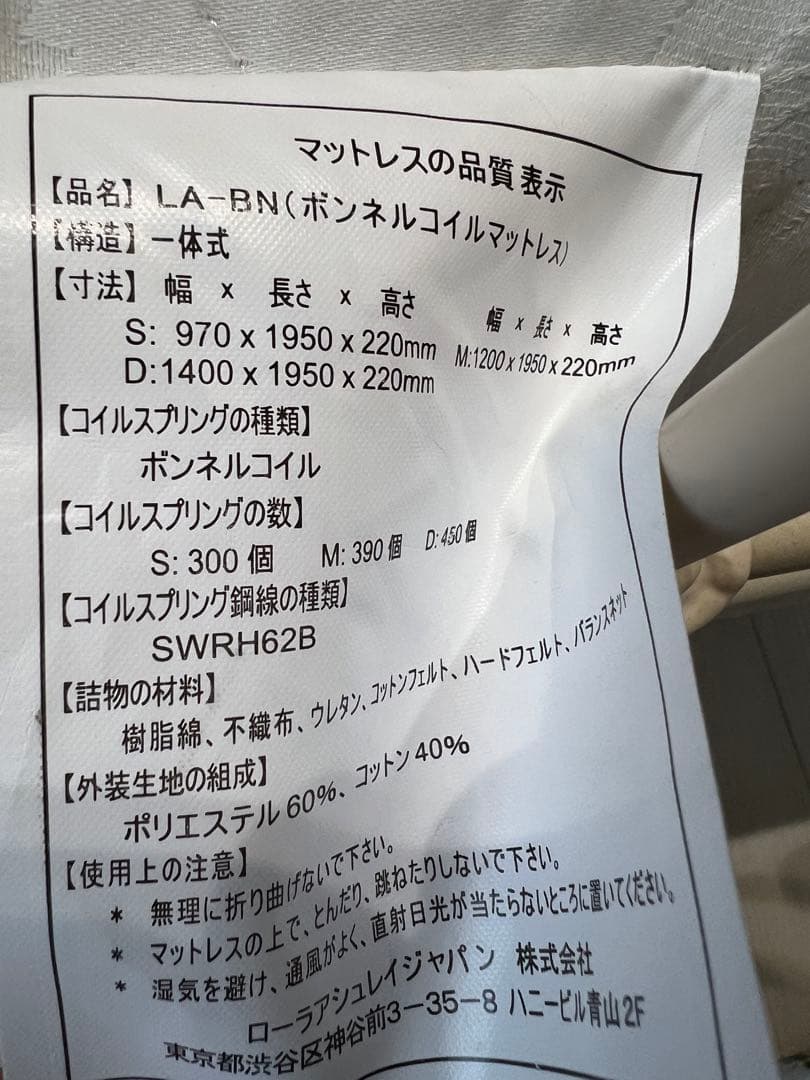 マットレスの品質表示
【品名】 LA-BN(ボンネルコイルマットレス)
【構造】 一体式
【寸法】 幅 x 長さ x 高さ 幅 x 長さ x 高さ
S: 970 x 1950 x 220mm M:1200 x 1950 x 220mm
D:1400 x 1950 x 220mm
【コイルスプリングの種類】
ボンネルコイル
【コイルスプリングの数】
S: 300 個 M: 390 個 D: 450 個
【コイルスプリング鋼線の種類】
SWRH62B
【詰物の材料】
樹脂綿、不織布、ウレタン、コットンフェルト、ハードフェルト、バランスネット
【外装生地の組成】
ポリエステル 60%、コットン 40%
【使用上の注意】
* 無理に折り曲げないで下さい。
* マットレスの上で、とんだり、跳ねたりしないで下さい。
* 湿気を避け、通風がよく、直射日光が当たらないところに置いてください。
ローラアシュレイジャパン 株式会社
東京都渋谷区神谷前3-35-8 ハニービル青山2F